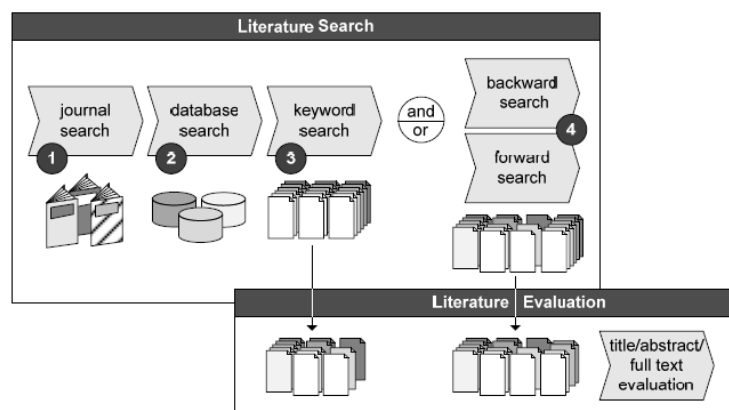 Literature Search
journal
search
1
database
search
2
keyword
search
3
and
or
backward
search
4
forward
search
Literature Evaluation
title/abstract/
full text
evaluation